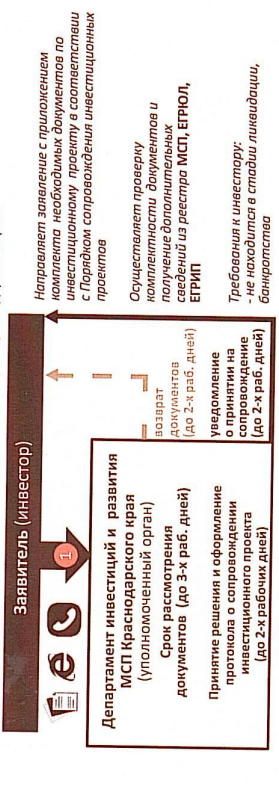 Заявитель (инвестор)
1
Департамент инвестиций и развития
МСП Краснодарского края
(уполномоченный орган)
Срок рассмотрения
документов (до 3-х раб. дней)
Принятие решения и оформление
протокола о сопровождении
инвестиционного проекта
(до 2-х рабочих дней)
возврат
документов
(до 2-х раб. дней)
уведомление
о принятии на
сопровождение
(до 2-х раб. дней)
Направляет заявление с приложением
комплекта необходимых документов по
инвестиционному проекту в соответствии
с Порядком сопровождения инвестиционных
проектов
Осуществляет проверку
комплектности документов и
получение дополнительных
сведений из реестра МСП, ЕГРЮЛ,
ЕГРИП
Требования к инвестору:
- не находится в стадии ликвидации,
банкротства